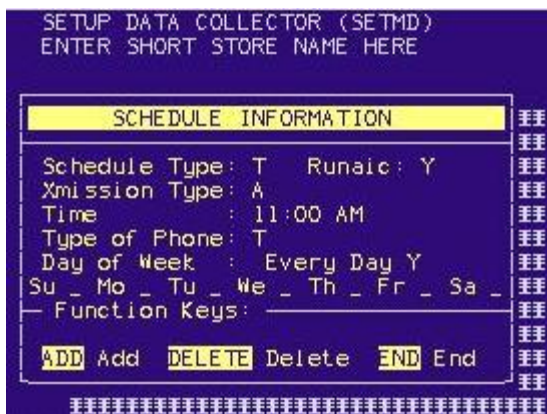 SETUP DATA COLLECTOR (SETMD)
ENTER SHORT STORE NAME HERE
SCHEDULE INFORMATION
Schedule Type: T Runaic: Y
Xmission Type: A
Time : 11:00 AM
Type of Phone: T
Day of Week : Every Day Y
Su _ Mo _ Tu _ We _ Th _ Fr _ Sa _
Function Keys:
ADD Add DELETE Delete END End